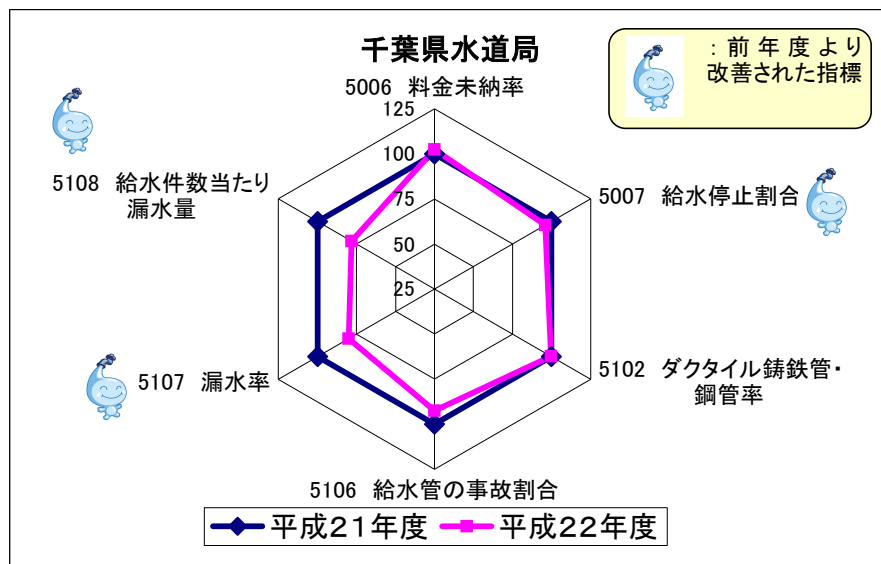 千葉県水道局
:前年度より
改善された指標
5006 料金未納率
125
100
75
50
25
5007 給水停止割合
5102 ダクタイル鋳鉄管・
鋼管率
5106 給水管の事故割合
5107 漏水率
5108 給水件数当たり
漏水量
平成21年度
平成22年度